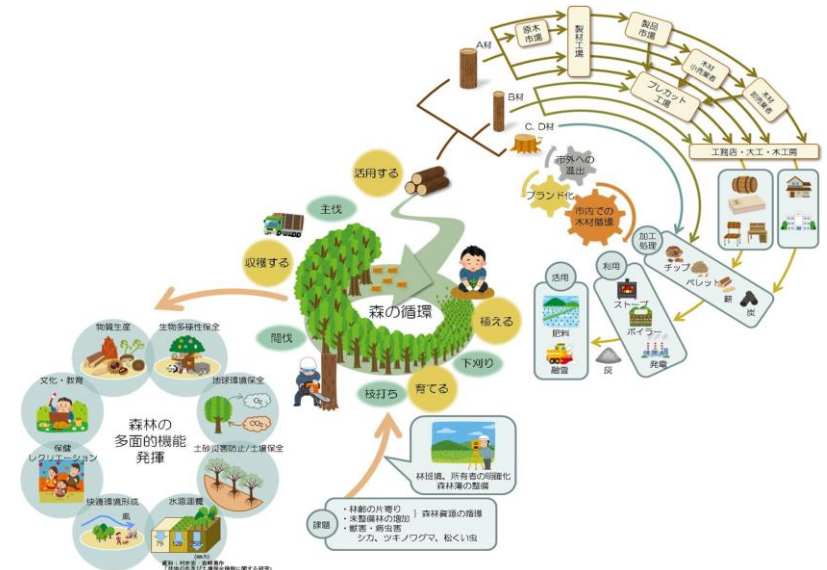 A材
原木
市場
製材工場
製品
市場
木材
小売業者
プレカット
工場
木材
卸売業者
B材
C, D材
工務店・大工・木工房
市外への
進出
ブランド化
市内での
木材循環
加工
処理
チップ
ペレット
薪
炭
利用
ストーブ
ボイラー
発電
活用
肥料
融雪
灰
活用する
主伐
収穫する
森の循環
植える
間伐
下刈り
枝打ち
育てる
物質生産
生物多様性保全
文化・教育
地球環境保全
O₂
CO₂
森林の
多面的機能
発揮
保健
レクリエーション
土砂災害防止/土壌保全
快適環境形成
風
水源涵養
79
128
林班境、所有者の明確化
森林簿の整備
課題
・林齢の片寄り
・未整備林の増加
・獣害・病虫害
シカ、ツキノワグマ、松くい虫
} 森林資源の循環